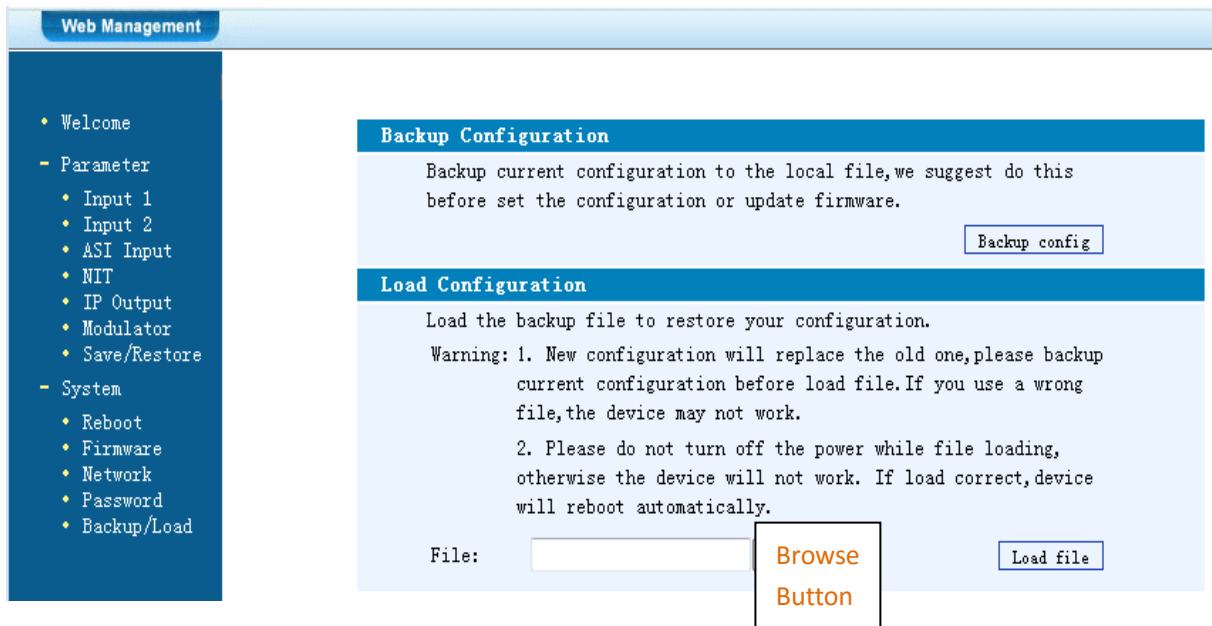 Web Management
• Welcome
- Parameter
• Input 1
• Input 2
• ASI Input
• NIT
• IP Output
• Modulator
• Save/Restore
- System
• Reboot
• Firmware
• Network
• Password
• Backup/Load
Backup Configuration
Backup current configuration to the local file,we suggest do this
before set the configuration or update firmware.
Backup config
Load Configuration
Load the backup file to restore your configuration.
Warning: 1. New configuration will replace the old one,please backup
current configuration before load file.If you use a wrong
file,the device may not work.
2. Please do not turn off the power while file loading,
otherwise the device will not work. If load correct,device
will reboot automatically.
File:
Browse
Button
Load file